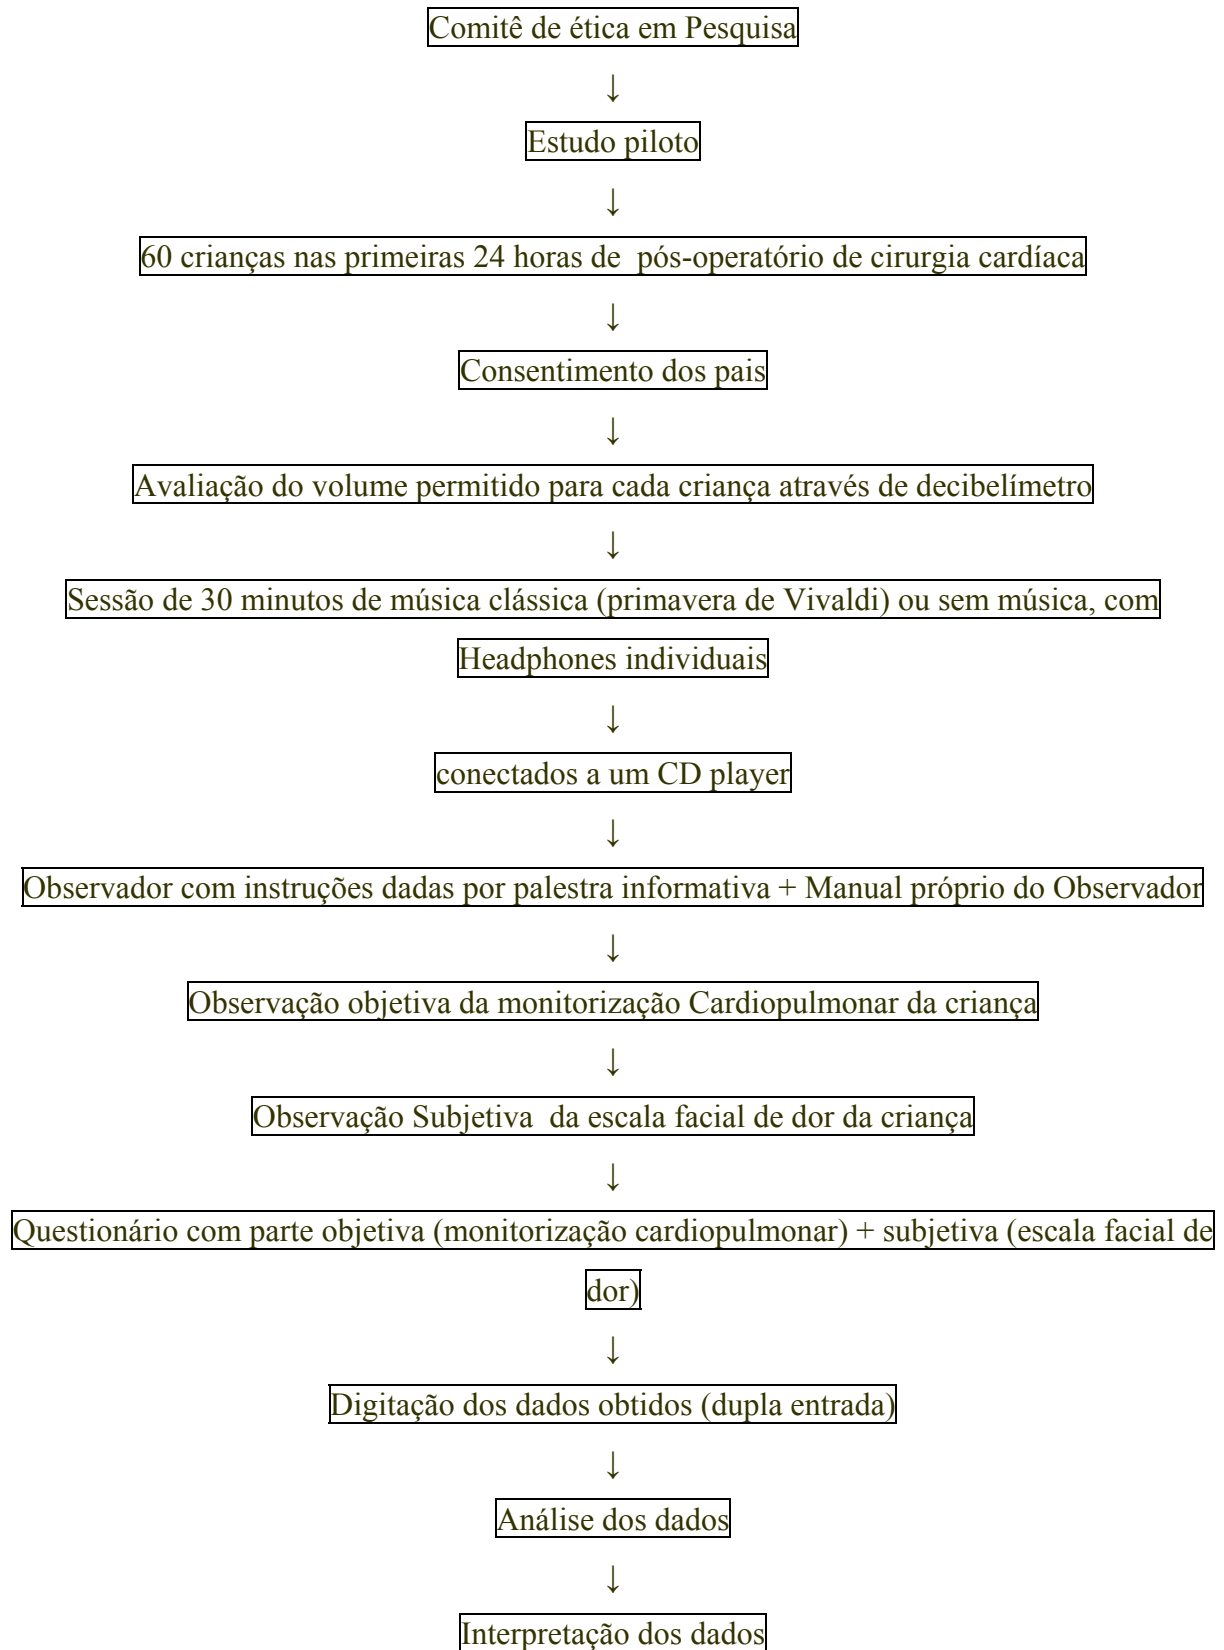 Comitê de ética em Pesquisa
↓
Estudo piloto
↓
60 crianças nas primeiras 24 horas de pós-operatório de cirurgia cardíaca
↓
Consentimento dos pais
↓
Avaliação do volume permitido para cada criança através de decibelímetro
↓
Sessão de 30 minutos de música clássica (primavera de Vivaldi) ou sem música, com
Headphones individuais
↓
conectados a um CD player
↓
Observador com instruções dadas por palestra informativa + Manual próprio do Observador
↓
Observação objetiva da monitorização Cardiopulmonar da criança
↓
Observação Subjetiva da escala facial de dor da criança
↓
Questionário com parte objetiva (monitorização cardiopulmonar) + subjetiva (escala facial de
dor)
↓
Digitação dos dados obtidos (dupla entrada)
↓
Análise dos dados
↓
Interpretação dos dados